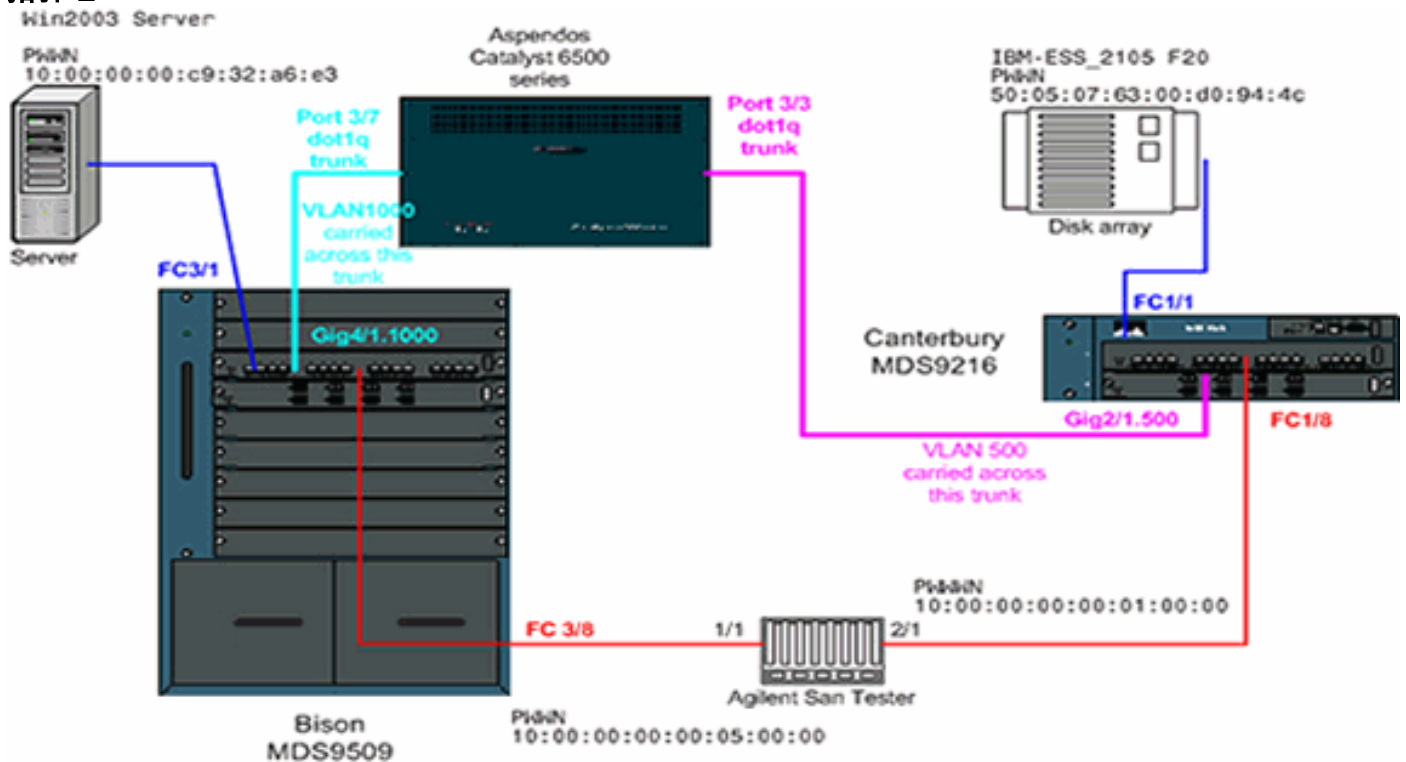 Win2003 Server
PWWN
10:00:00:00:c9:32:a6:e3
Aspendos
Catalyst 6500
series
IBM-ESS_2105 F20
PWWN
50:05:07:63:00:d0:94:4c
Port 3/7
dot1q
trunk
Port 3/3
dot1q
trunk
VLAN1000
carried
across this
trunk
Disk array
Server
FC3/1
FC1/1
Gig4/1.1000
Canterbury
MDS9216
Gig2/1.500
FC1/8
VLAN 500
carried across
this trunk
PWWN
10:00:00:00:00:01:00:00
FC 3/8
1/1
2/1
Agilent San Tester
Bison
MDS9509
PWWN
10:00:00:00:00:05:00:00